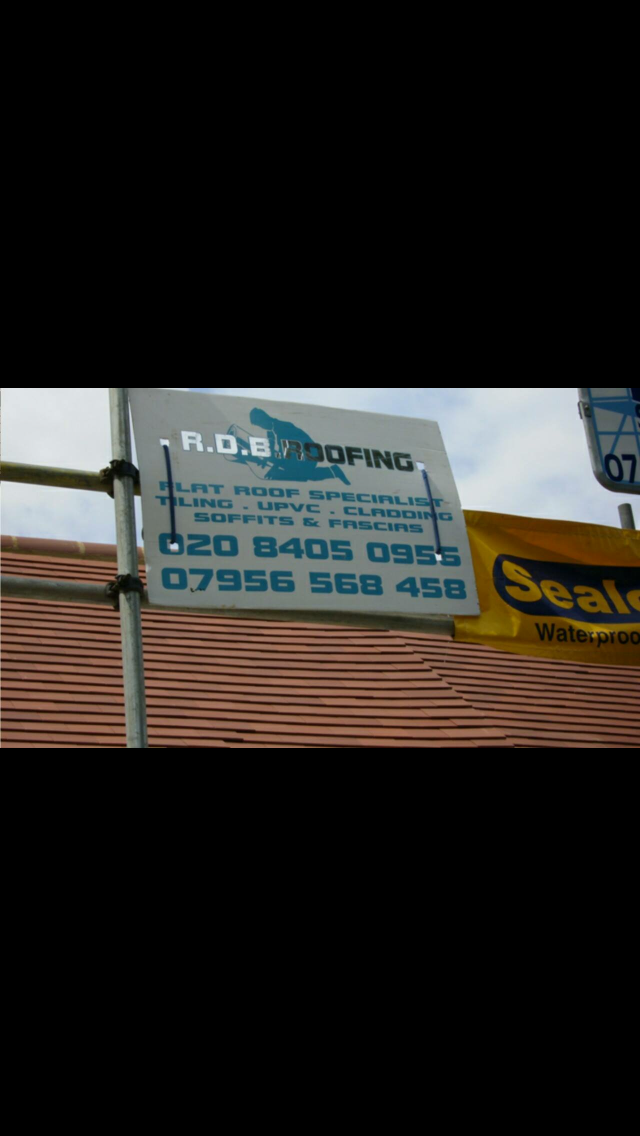 R.D.B ROOFING
FLAT ROOF SPECIALIST
TILING . UPVC . CLADDING
SOFFITS & FASCIAS
020 8405 0955
07956 568 458
07
Seal
Waterproo